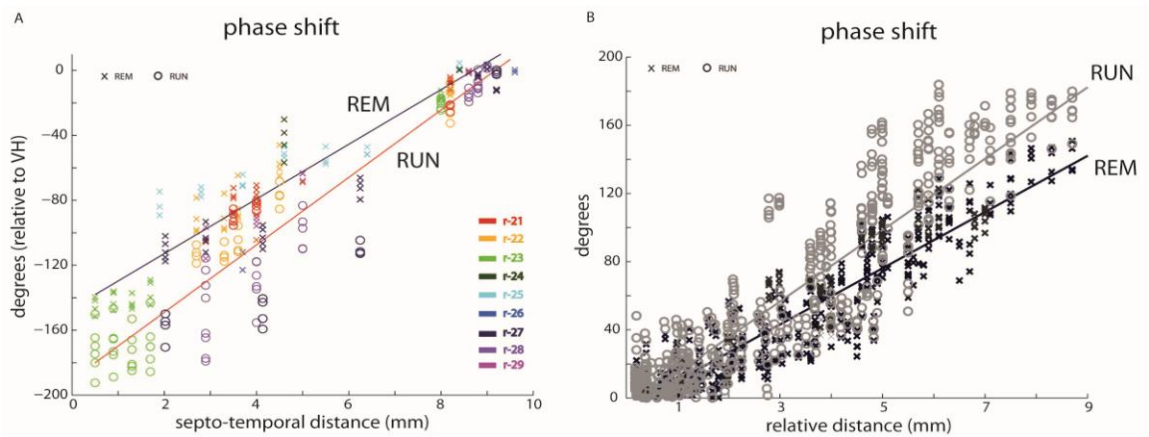 A
phase shift
× REM ○ RUN
REM
RUN
degrees (relative to VH)
0
−40
−80
−120
−160
−200
0 2 4 6 8 10
septo-temporal distance (mm)
r-21
r-22
r-23
r-24
r-25
r-26
r-27
r-28
r-29
B
phase shift
× REM ○ RUN
RUN
REM
degrees
200
160
120
80
40
0
1 3 5 7 9
relative distance (mm)